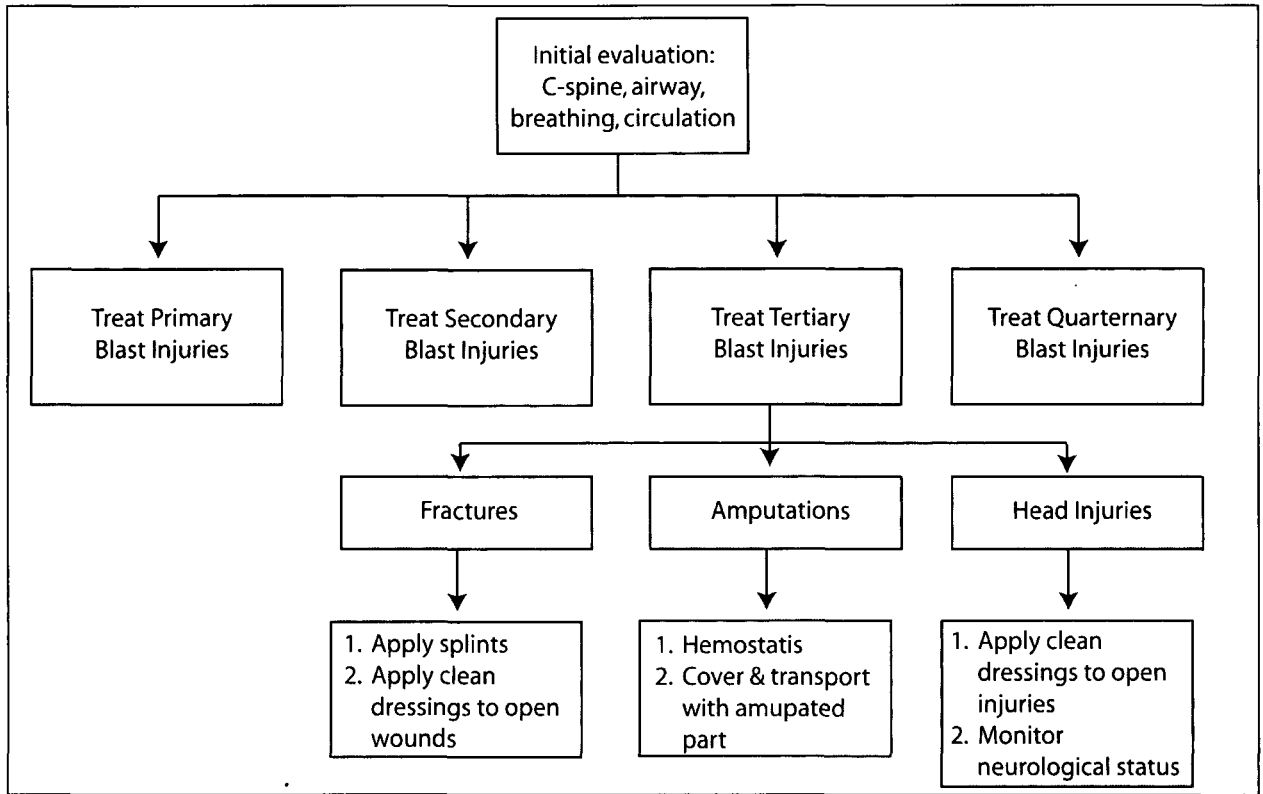 Initial evaluation:
C-spine, airway,
breathing, circulation
Treat Primary
Blast Injuries
Treat Secondary
Blast Injuries
Treat Tertiary
Blast Injuries
Treat Quarternary
Blast Injuries
Fractures
Amputations
Head Injuries
1. Apply splints
2. Apply clean
dressings to open
wounds
1. Hemostatis
2. Cover & transport
with amupated
part
1. Apply clean
dressings to open
injuries
2. Monitor
neurological status